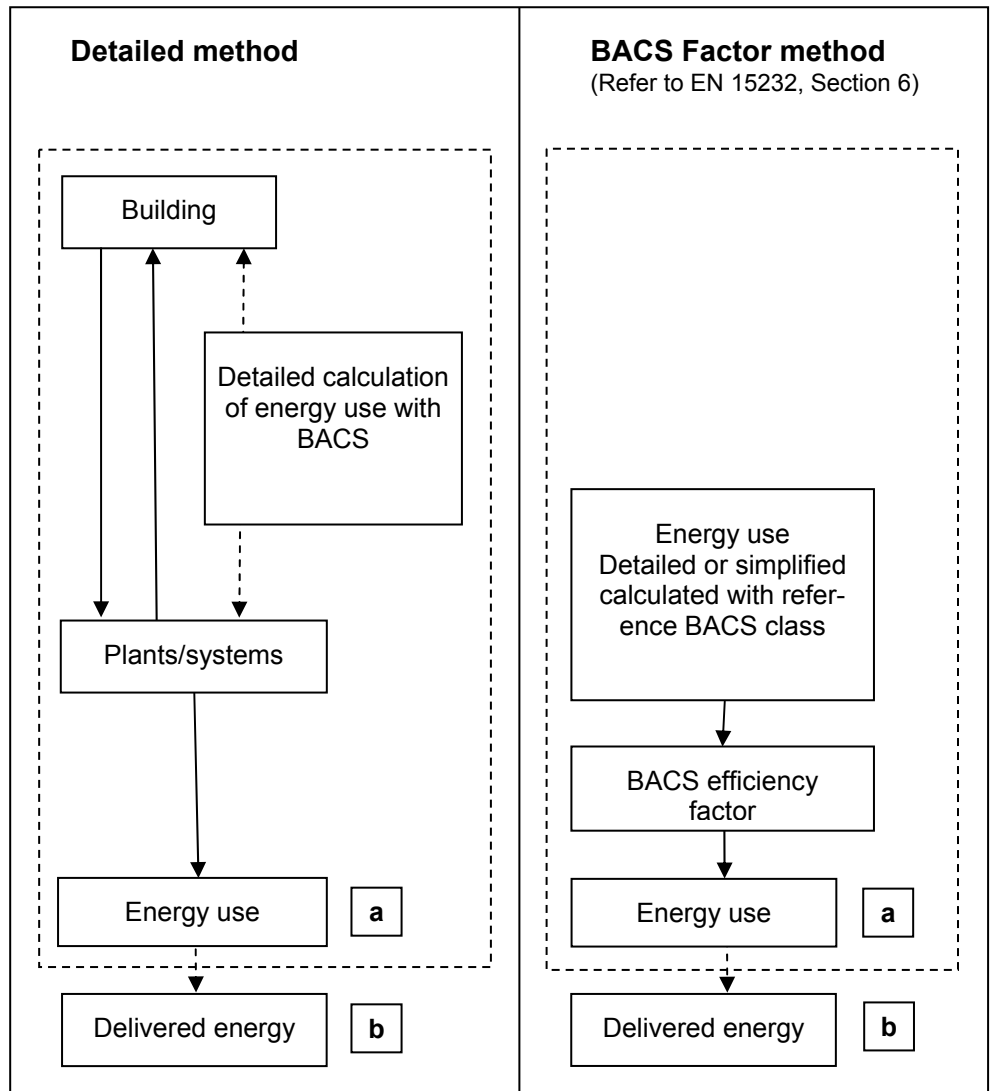 Detailed method
Building
Detailed calculation
of energy use with
BACS
Plants/systems
Energy use
a
Delivered energy
b
BACS Factor method
(Refer to EN 15232, Section 6)
Energy use
Detailed or simplified
calculated with refer-
ence BACS class
BACS efficiency
factor
Energy use
a
Delivered energy
b